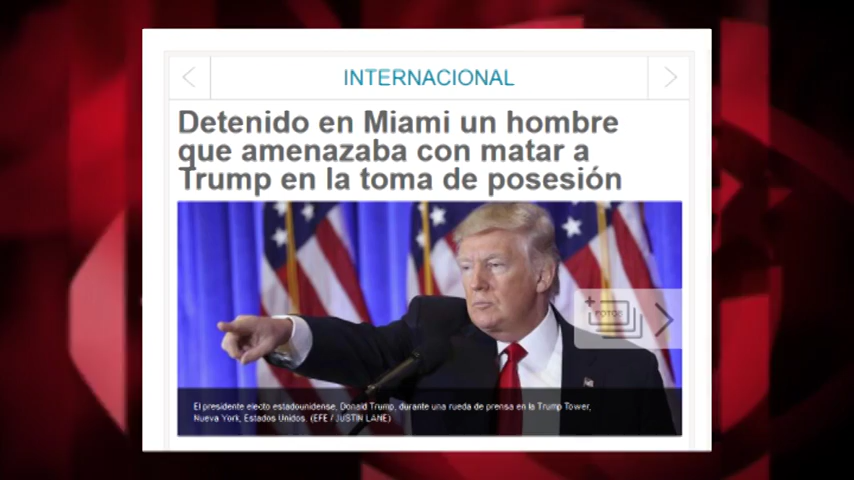 INTERNACIONAL
Detenido en Miami un hombre
que amenazaba con matar a
Trump en la toma de posesión
FOTOS
El presidente electo estadounidense, Donald Trump, durante una rueda de prensa en la Trump Tower,
Nueva York, Estados Unidos. (EFE / JUSTIN LANE)